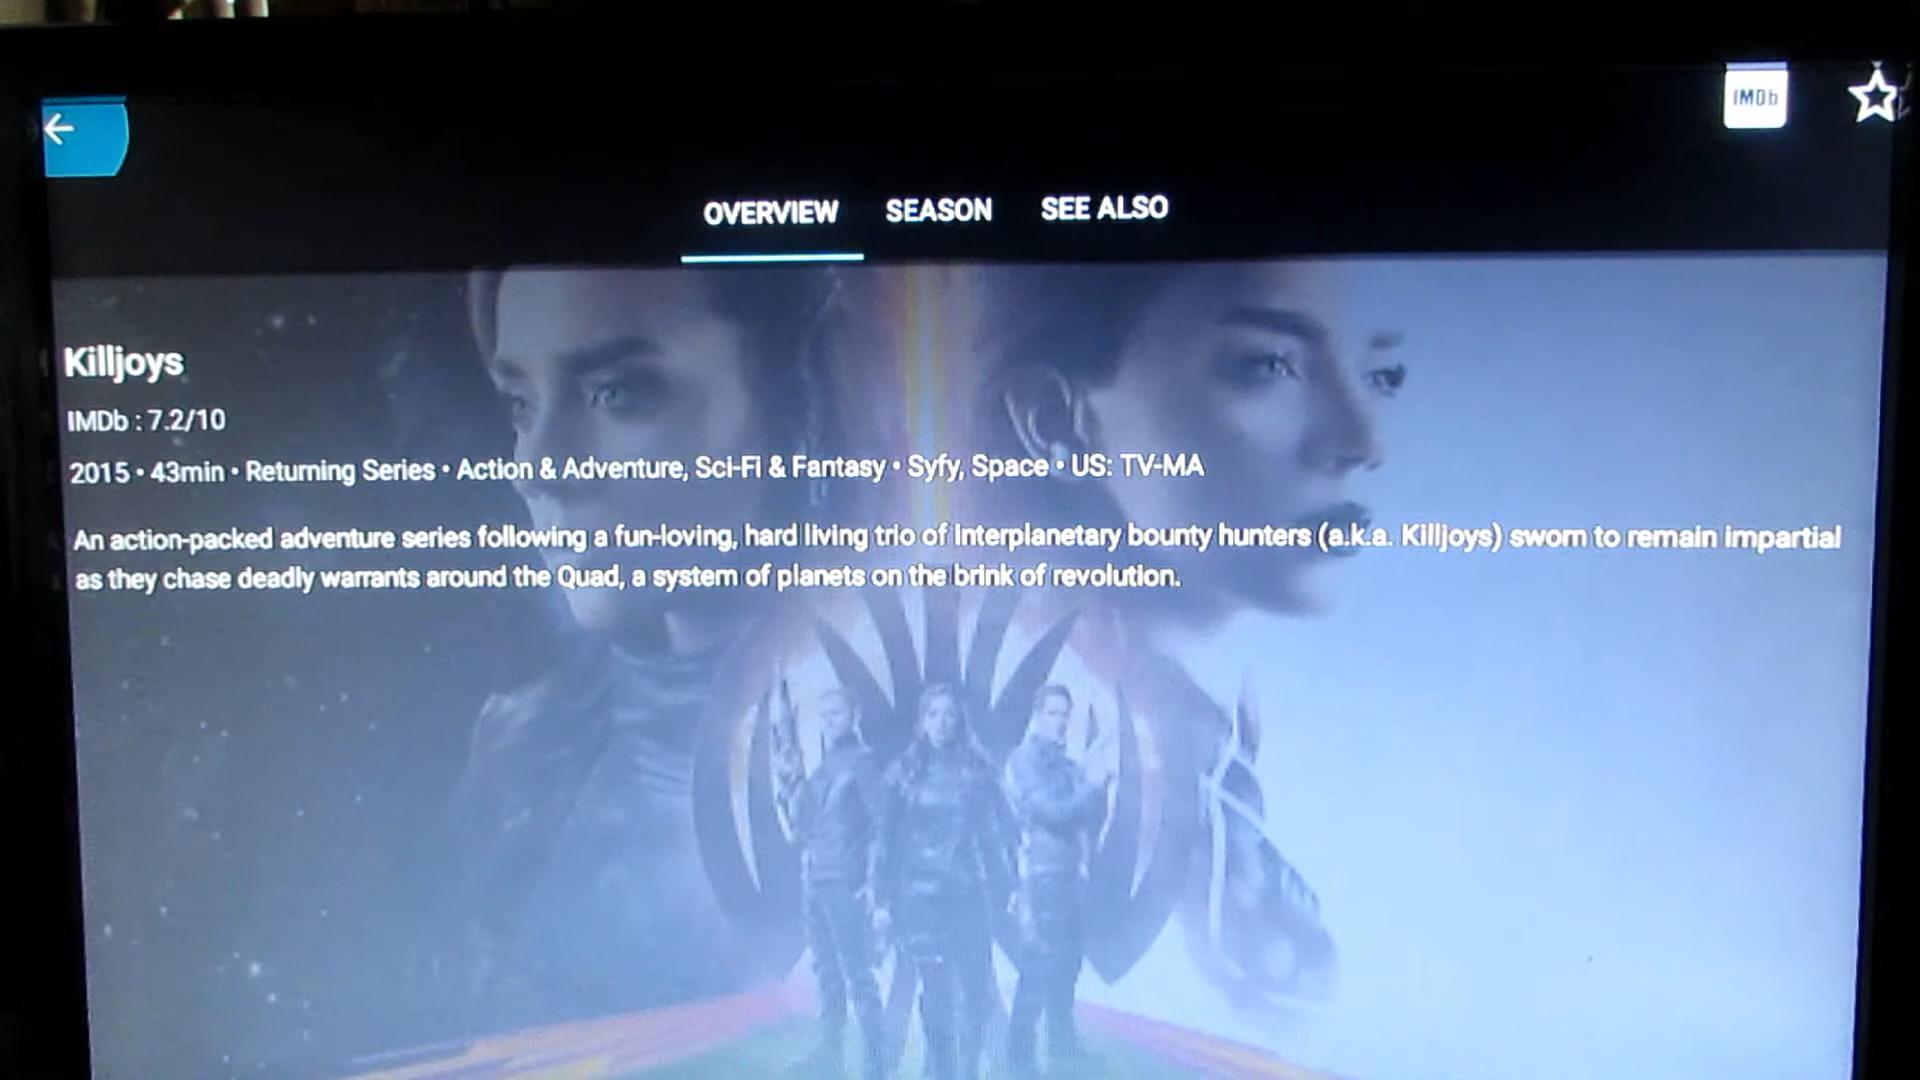 IMDb
OVERVIEW SEASON SEE ALSO
Killjoys
IMDb : 7.2/10
2015 • 43min • Returning Series • Action & Adventure, Sci-Fi & Fantasy • Syfy, Space • US: TV-MA
An action-packed adventure series following a fun-loving, hard living trio of interplanetary bounty hunters (a.k.a. Killjoys) sworn to remain impartial
as they chase deadly warrants around the Quad, a system of planets on the brink of revolution.